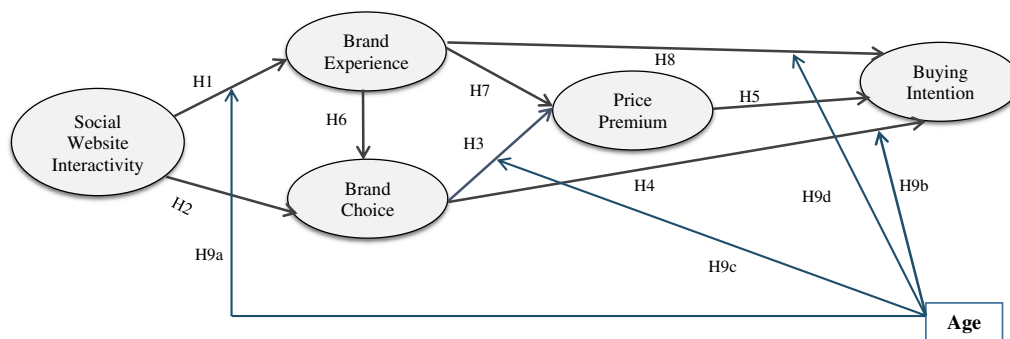 Brand
Experience
H1
H8
H7
Buying
Intention
Social
Website
Interactivity
H6
Price
Premium
H5
H3
H2
Brand
Choice
H4
H9d
H9b
H9a
H9c
Age